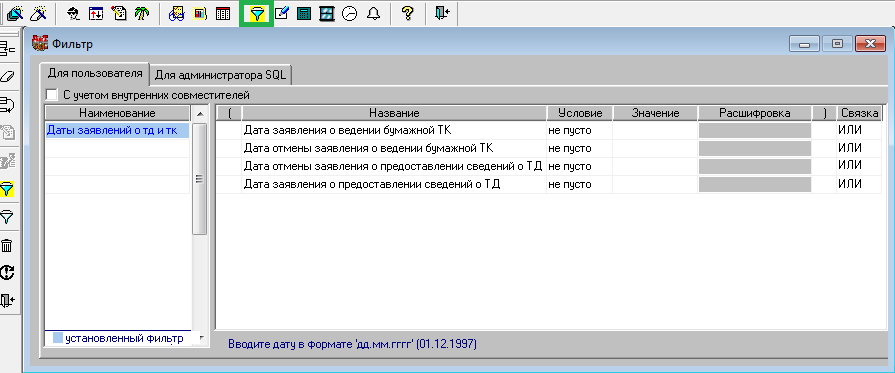 Фильтр
Для пользователя Для администратора SQL
С учетом внутренних совместителей
Наименование ( Название Условие Значение Расшифровка ) Связка
Даты заявлений о тд и тк Дата заявления о ведении бумажной ТК не пусто ИЛИ
Дата отмены заявления о ведении бумажной ТК не пусто ИЛИ
Дата отмены заявления о предоставлении сведений о ТД не пусто ИЛИ
Дата заявления о предоставлении сведений о ТД не пусто ИЛИ
установленный фильтр
Вводите дату в формате 'дд.мм.гггг' (01.12.1997)